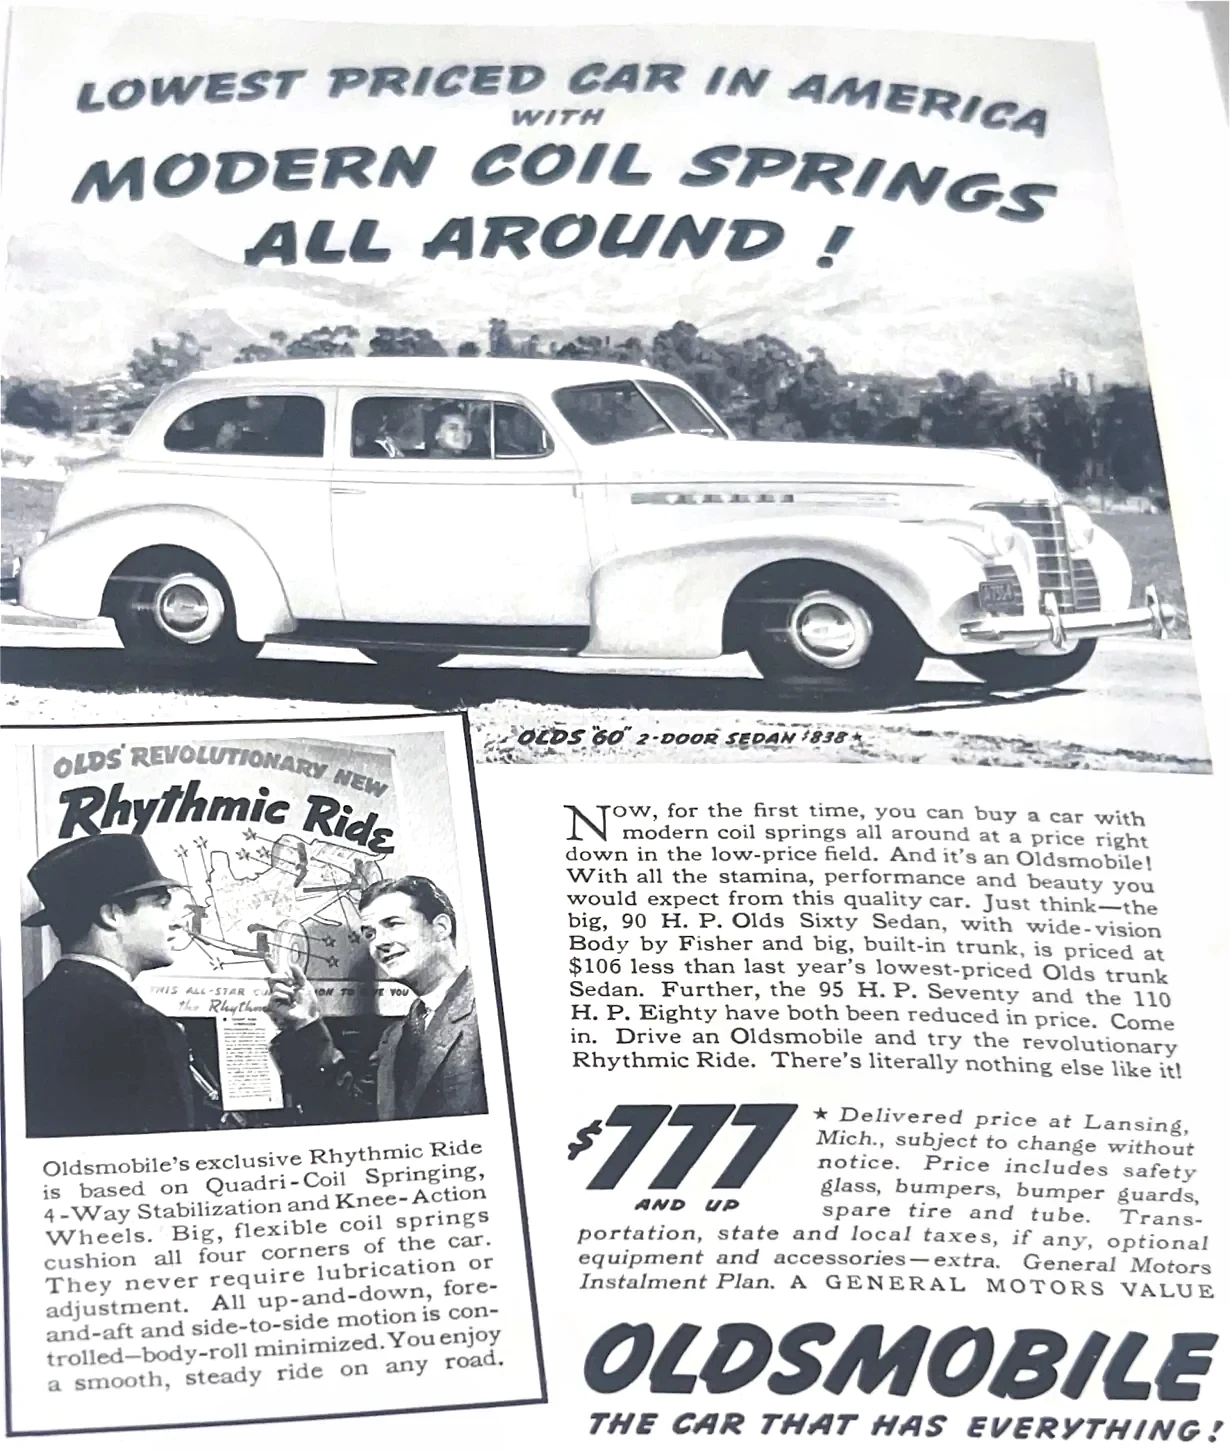 LOWEST PRICED CAR IN AMERICA
WITH
MODERN COIL SPRINGS
ALL AROUND!
OLDS "60" 2-DOOR SEDAN $838★
OLDS' REVOLUTIONARY NEW
Rhythmic Ride
THIS ALL-STAR
the Rhythm
YOU
Oldsmobile's exclusive Rhythmic Ride
is based on Quadri-Coil Springing,
4-Way Stabilization and Knee-Action
Wheels. Big, flexible coil springs
cushion all four corners of the car.
They never require lubrication or
adjustment. All up-and-down, fore-
and-aft and side-to-side motion is con-
trolled—body-roll minimized. You enjoy
a smooth, steady ride on any road.
Now, for the first time, you can buy a car with
modern coil springs all around at a price right
down in the low-price field. And it's an Oldsmobile!
With all the stamina, performance and beauty you
would expect from this quality car. Just think—the
big, 90 H. P. Olds Sixty Sedan, with wide-vision
Body by Fisher and big, built-in trunk, is priced at
$106 less than last year's lowest-priced Olds trunk
Sedan. Further, the 95 H. P. Seventy and the 110
H. P. Eighty have both been reduced in price. Come
in. Drive an Oldsmobile and try the revolutionary
Rhythmic Ride. There's literally nothing else like it!
$777
AND UP
★ Delivered price at Lansing,
Mich., subject to change without
notice. Price includes safety
glass, bumpers, bumper guards,
spare tire and tube. Trans-
portation, state and local taxes, if any, optional
equipment and accessories—extra. General Motors
Instalment Plan. A GENERAL MOTORS VALUE
OLDSMOBILE
THE CAR THAT HAS EVERYTHING!